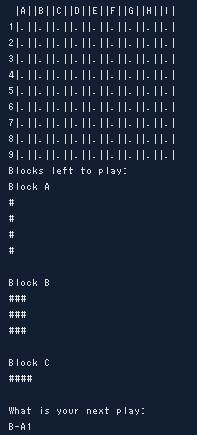 |A||B||C||D||E||F||G||H||I|
1|.||.||.||.||.||.||.||.||.|
2|.||.||.||.||.||.||.||.||.|
3|.||.||.||.||.||.||.||.||.|
4|.||.||.||.||.||.||.||.||.|
5|.||.||.||.||.||.||.||.||.|
6|.||.||.||.||.||.||.||.||.|
7|.||.||.||.||.||.||.||.||.|
8|.||.||.||.||.||.||.||.||.|
9|.||.||.||.||.||.||.||.||.|
Blocks left to play:
Block A
#
#
#
#
Block B
###
###
###
Block C
####
What is your next play:
B-A1